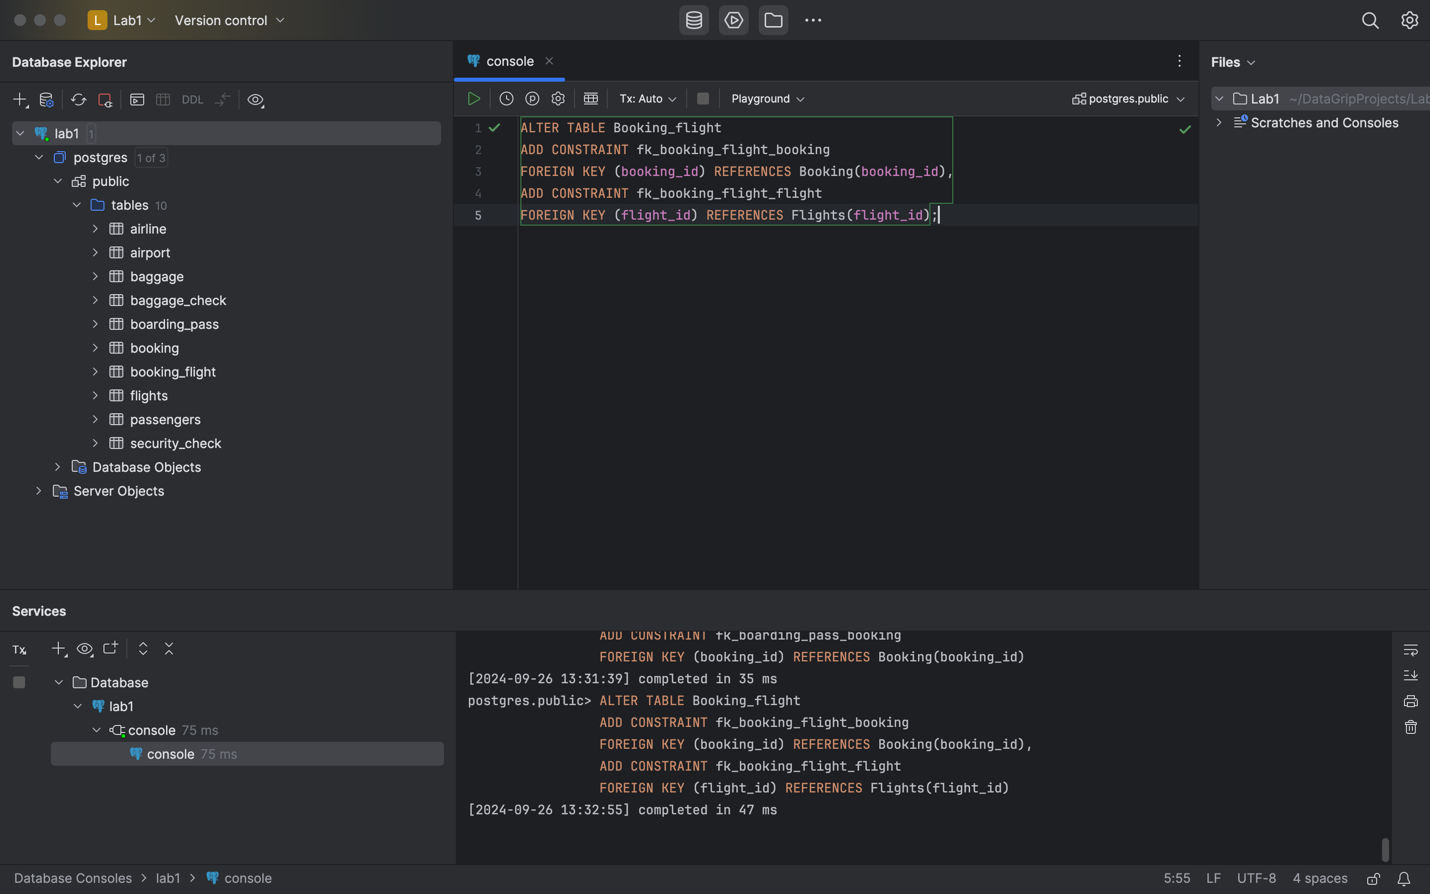 L Lab1 Version control
Database Explorer
DDL
lab1 1
postgres 1 of 3
public
tables 10
airline
airport
baggage
baggage_check
boarding_pass
booking
booking_flight
flights
passengers
security_check
Database Objects
Server Objects
console
Tx: Auto Playground postgres.public
1 ALTER TABLE Booking_flight
2 ADD CONSTRAINT fk_booking_flight_booking
3 FOREIGN KEY (booking_id) REFERENCES Booking(booking_id),
4 ADD CONSTRAINT fk_booking_flight_flight
5 FOREIGN KEY (flight_id) REFERENCES Flights(flight_id);
Files
Lab1 ~/DataGripProjects/Lab
Scratches and Consoles
Services
Tx
Database
lab1
console 75 ms
console 75 ms
ADD CONSTRAINT fk_boarding_pass_booking
FOREIGN KEY (booking_id) REFERENCES Booking(booking_id)
[2024-09-26 13:31:39] completed in 35 ms
postgres.public> ALTER TABLE Booking_flight
ADD CONSTRAINT fk_booking_flight_booking
FOREIGN KEY (booking_id) REFERENCES Booking(booking_id),
ADD CONSTRAINT fk_booking_flight_flight
FOREIGN KEY (flight_id) REFERENCES Flights(flight_id)
[2024-09-26 13:32:55] completed in 47 ms
Database Consoles > lab1 > console
5:55 LF UTF-8 4 spaces